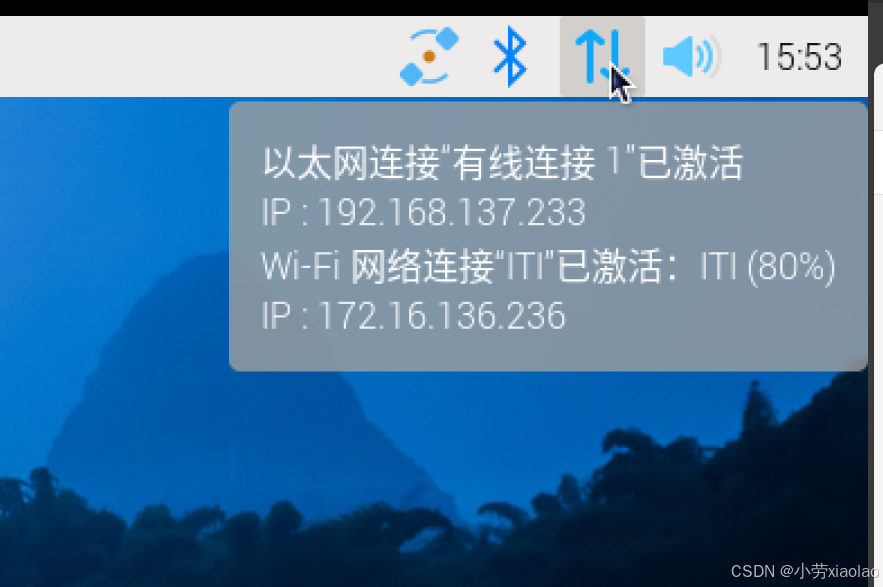 15:53
以太网连接“有线连接 1”已激活
IP : 192.168.137.233
Wi-Fi 网络连接“ITI”已激活：ITI (80%)
IP : 172.16.136.236
CSDN @小劳xiaolao